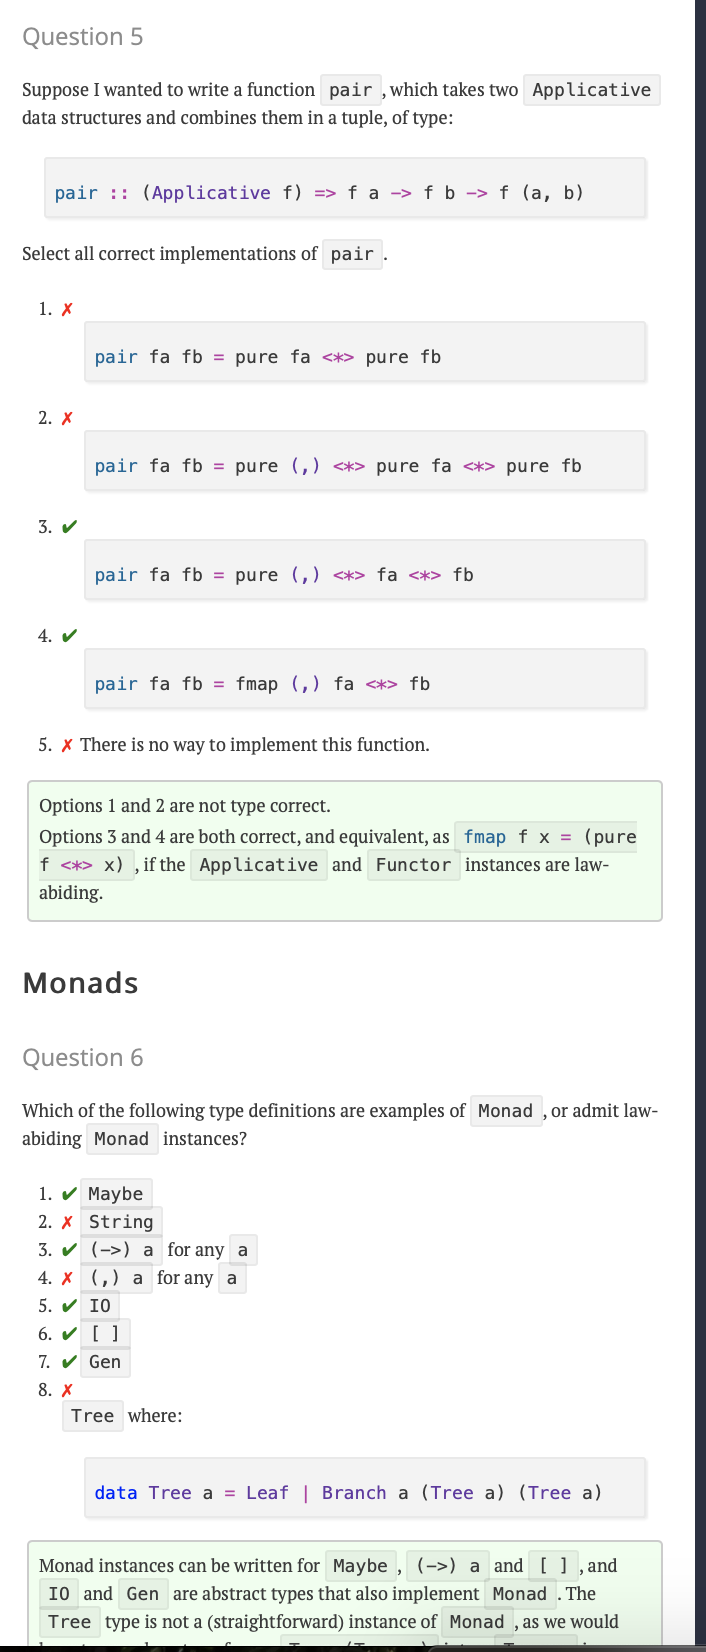 Question 5
Suppose I wanted to write a function pair , which takes two Applicative
data structures and combines them in a tuple, of type:
pair :: (Applicative f) => f a -> f b -> f (a, b)
Select all correct implementations of pair .
1. ✗
pair fa fb = pure fa <*> pure fb
2. ✗
pair fa fb = pure (,) <*> pure fa <*> pure fb
3. ✔
pair fa fb = pure (,) <*> fa <*> fb
4. ✔
pair fa fb = fmap (,) fa <*> fb
5. ✗ There is no way to implement this function.
Options 1 and 2 are not type correct.
Options 3 and 4 are both correct, and equivalent, as fmap f x = (pure
f <*> x) , if the Applicative and Functor instances are law-
abiding.
Monads
Question 6
Which of the following type definitions are examples of Monad , or admit law-
abiding Monad instances?
1. ✔ Maybe
2. ✗ String
3. ✔ (->) a for any a
4. ✗ (,) a for any a
5. ✔ IO
6. ✔ [ ]
7. ✔ Gen
8. ✗
Tree where:
data Tree a = Leaf | Branch a (Tree a) (Tree a)
Monad instances can be written for Maybe , (->) a and [ ] , and
IO and Gen are abstract types that also implement Monad . The
Tree type is not a (straightforward) instance of Monad , as we would